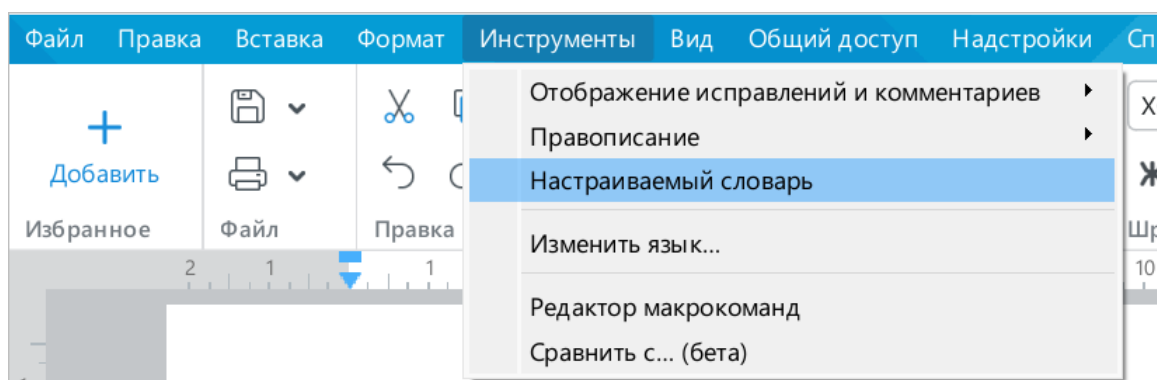 Файл Правка Вставка Формат Инструменты Вид Общий доступ Надстройки
Отображение исправлений и комментариев
Правописание
Добавить
Настраиваемый словарь
Избранное Файл Правка
Изменить язык...
2 1 1 10
Редактор макрокоманд
Сравнить с... (бета)